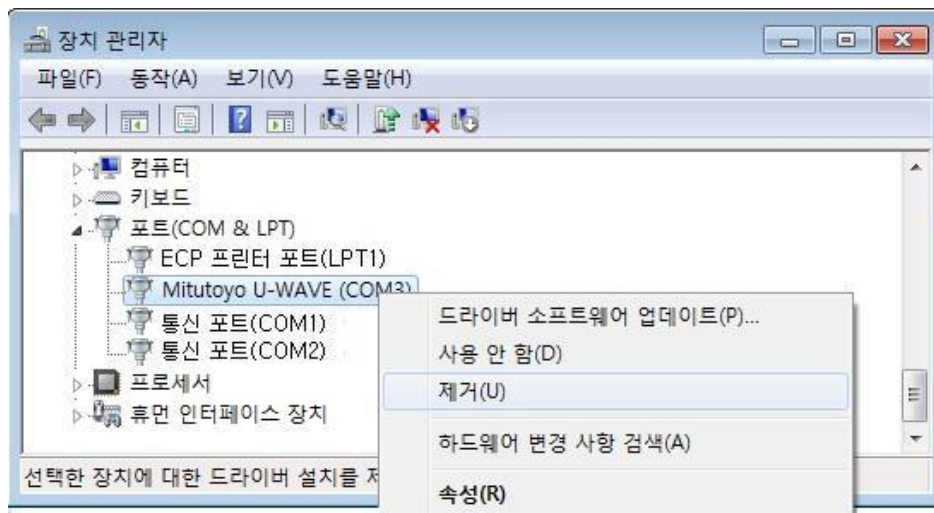 장치 관리자
파일(F) 동작(A) 보기(V) 도움말(H)
컴퓨터
키보드
포트(COM & LPT)
ECP 프린터 포트(LPT1)
Mitutoyo U-WAVE (COM3)
통신 포트(COM1)
통신 포트(COM2)
프로세서
휴먼 인터페이스 장치
선택한 장치에 대한 드라이버 설치를
드라이버 소프트웨어 업데이트(P)...
사용 안 함(D)
제거(U)
하드웨어 변경 사항 검색(A)
속성(R)